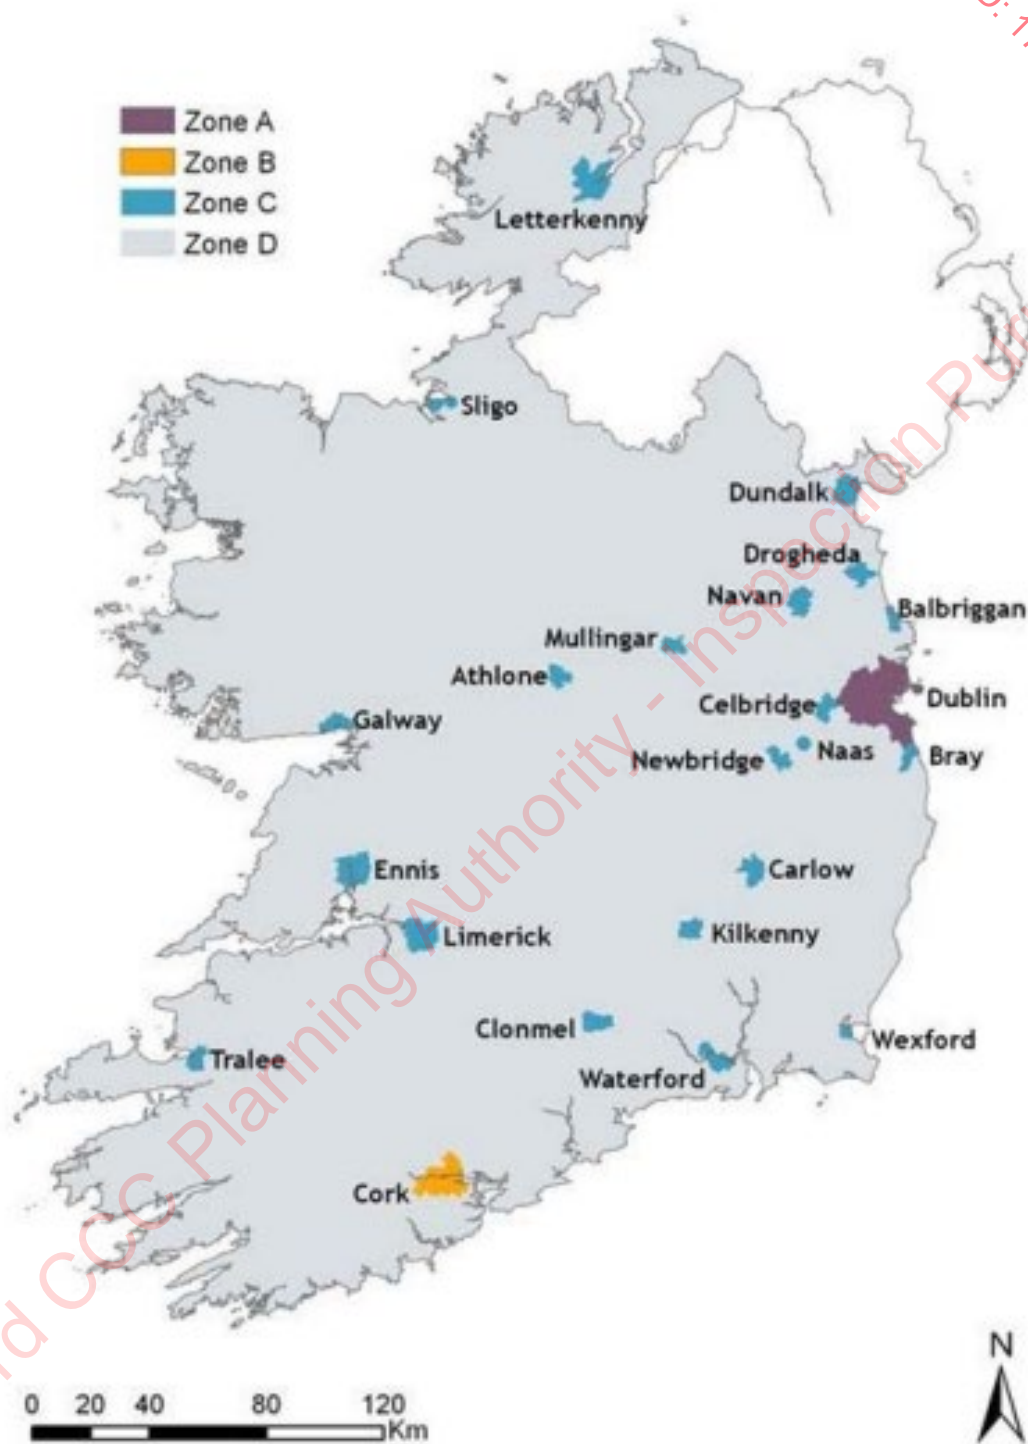 Zone A
Zone B
Zone C
Zone D
Letterkenny
Sligo
Dundalk
Drogheda
Navan
Balbriggan
Mullingar
Athlone
Celbridge
Dublin
Galway
Newbridge
Naas
Bray
Ennis
Carlow
Limerick
Kilkenny
Clonmel
Wexford
Tralee
Waterford
Cork
CCC Planning Authority - Inspection
N
0 20 40 80 120
Km